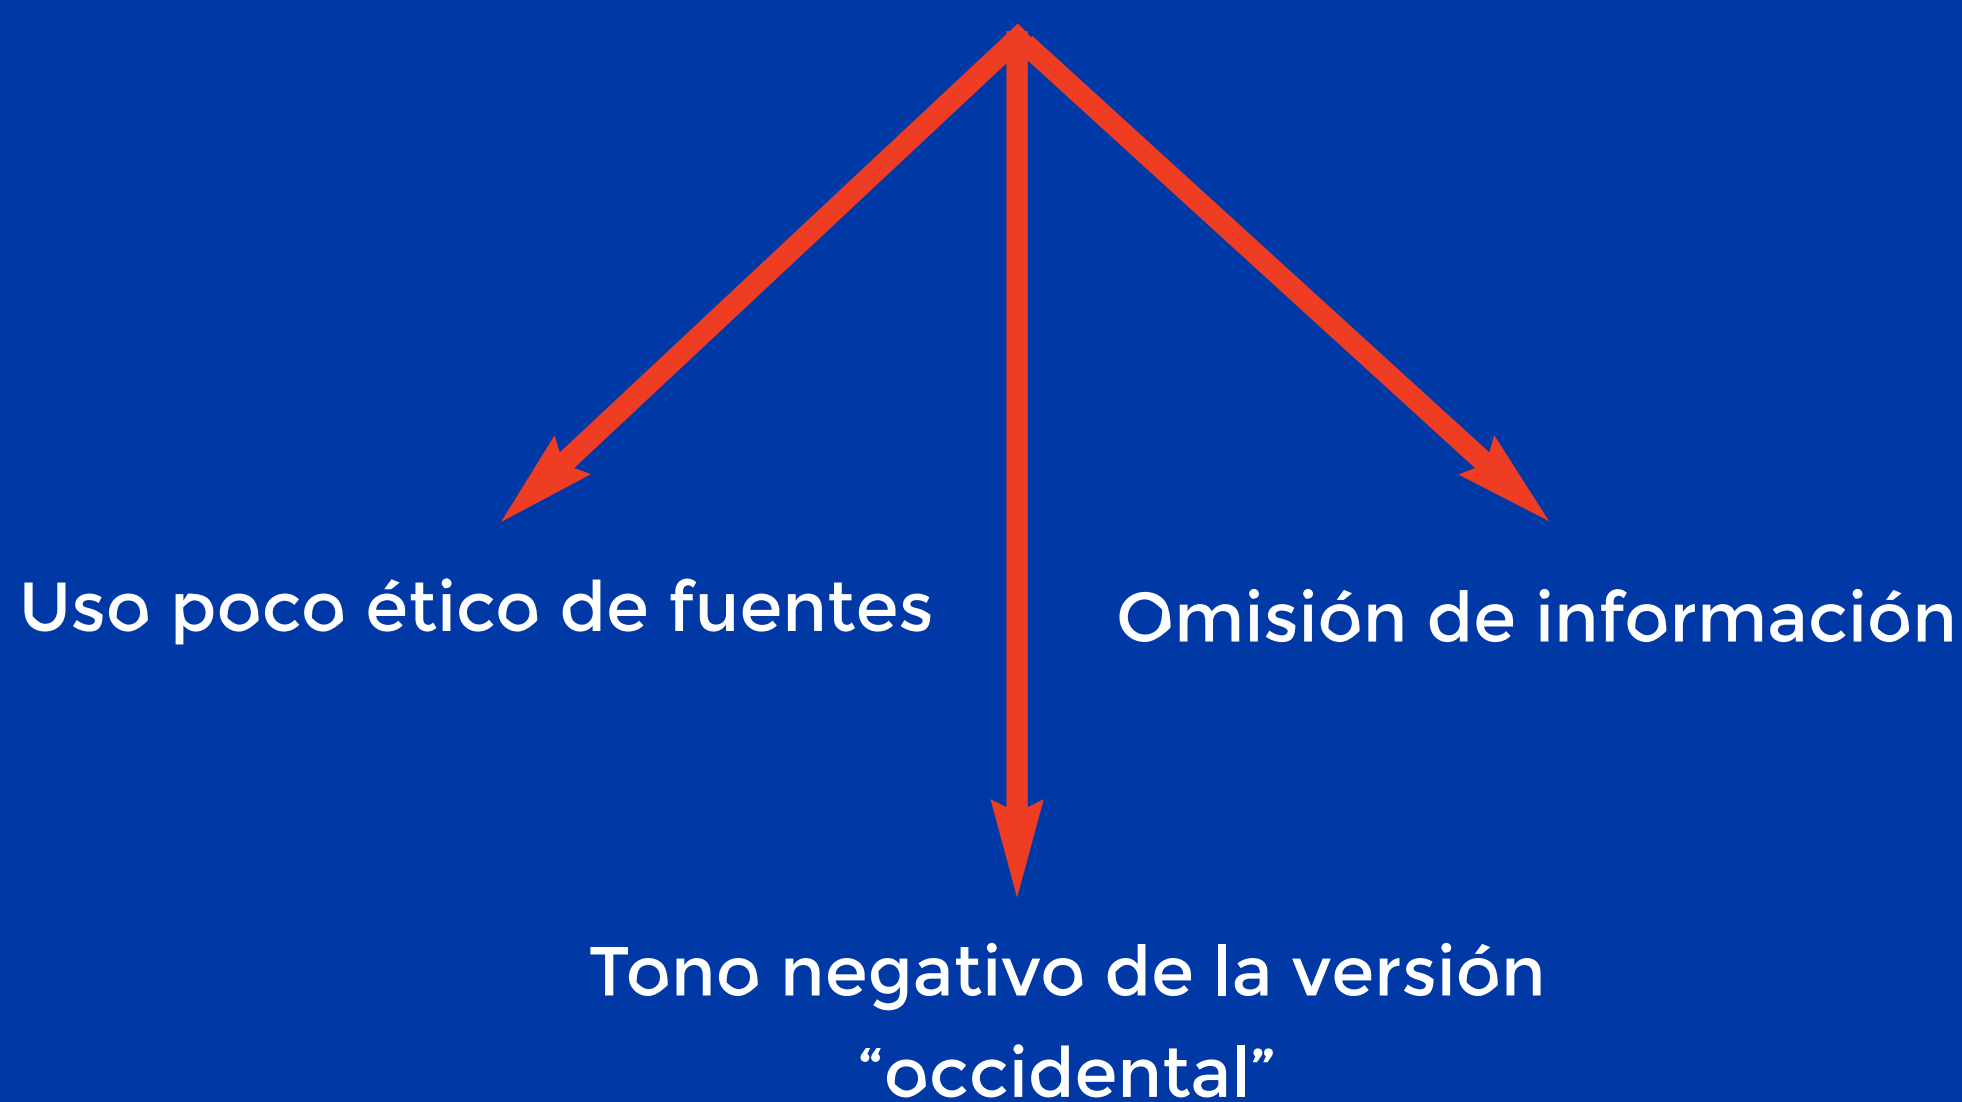 Uso poco ético de fuentes
Omisión de información
Tono negativo de la versión
“occidental”